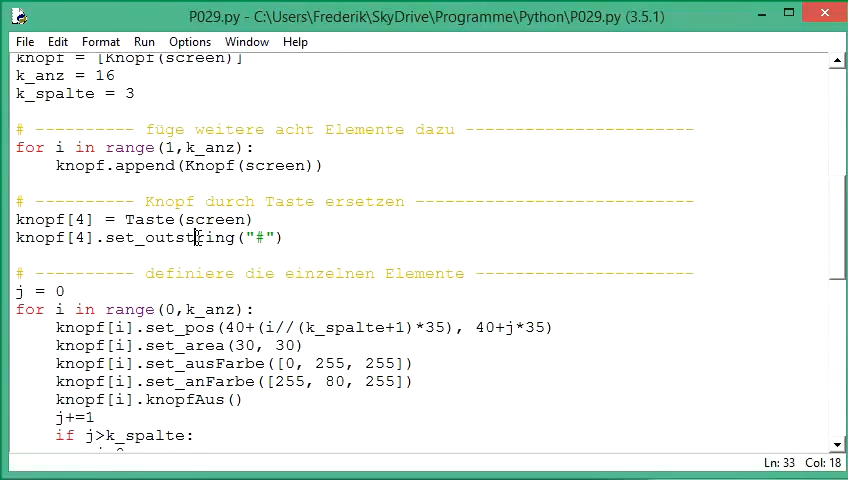 P029.py - C:\Users\Frederik\SkyDrive\Programme\Python\P029.py (3.5.1)
File Edit Format Run Options Window Help
knopf = [Knopf(screen)]
k_anz = 16
k_spalte = 3
# ---------- füge weitere acht Elemente dazu -----------------------
for i in range(1,k_anz):
    knopf.append(Knopf(screen))
# ---------- Knopf durch Taste ersetzen ----------------------------
knopf[4] = Taste(screen)
knopf[4].set_outstring("#")
# ---------- definiere die einzelnen Elemente ----------------------
j = 0
for i in range(0,k_anz):
    knopf[i].set_pos(40+(i//(k_spalte+1)*35), 40+j*35)
    knopf[i].set_area(30, 30)
    knopf[i].set_ausFarbe([0, 255, 255])
    knopf[i].set_anFarbe([255, 80, 255])
    knopf[i].knopfAus()
    j+=1
    if j>k_spalte:
Ln: 33 Col: 18